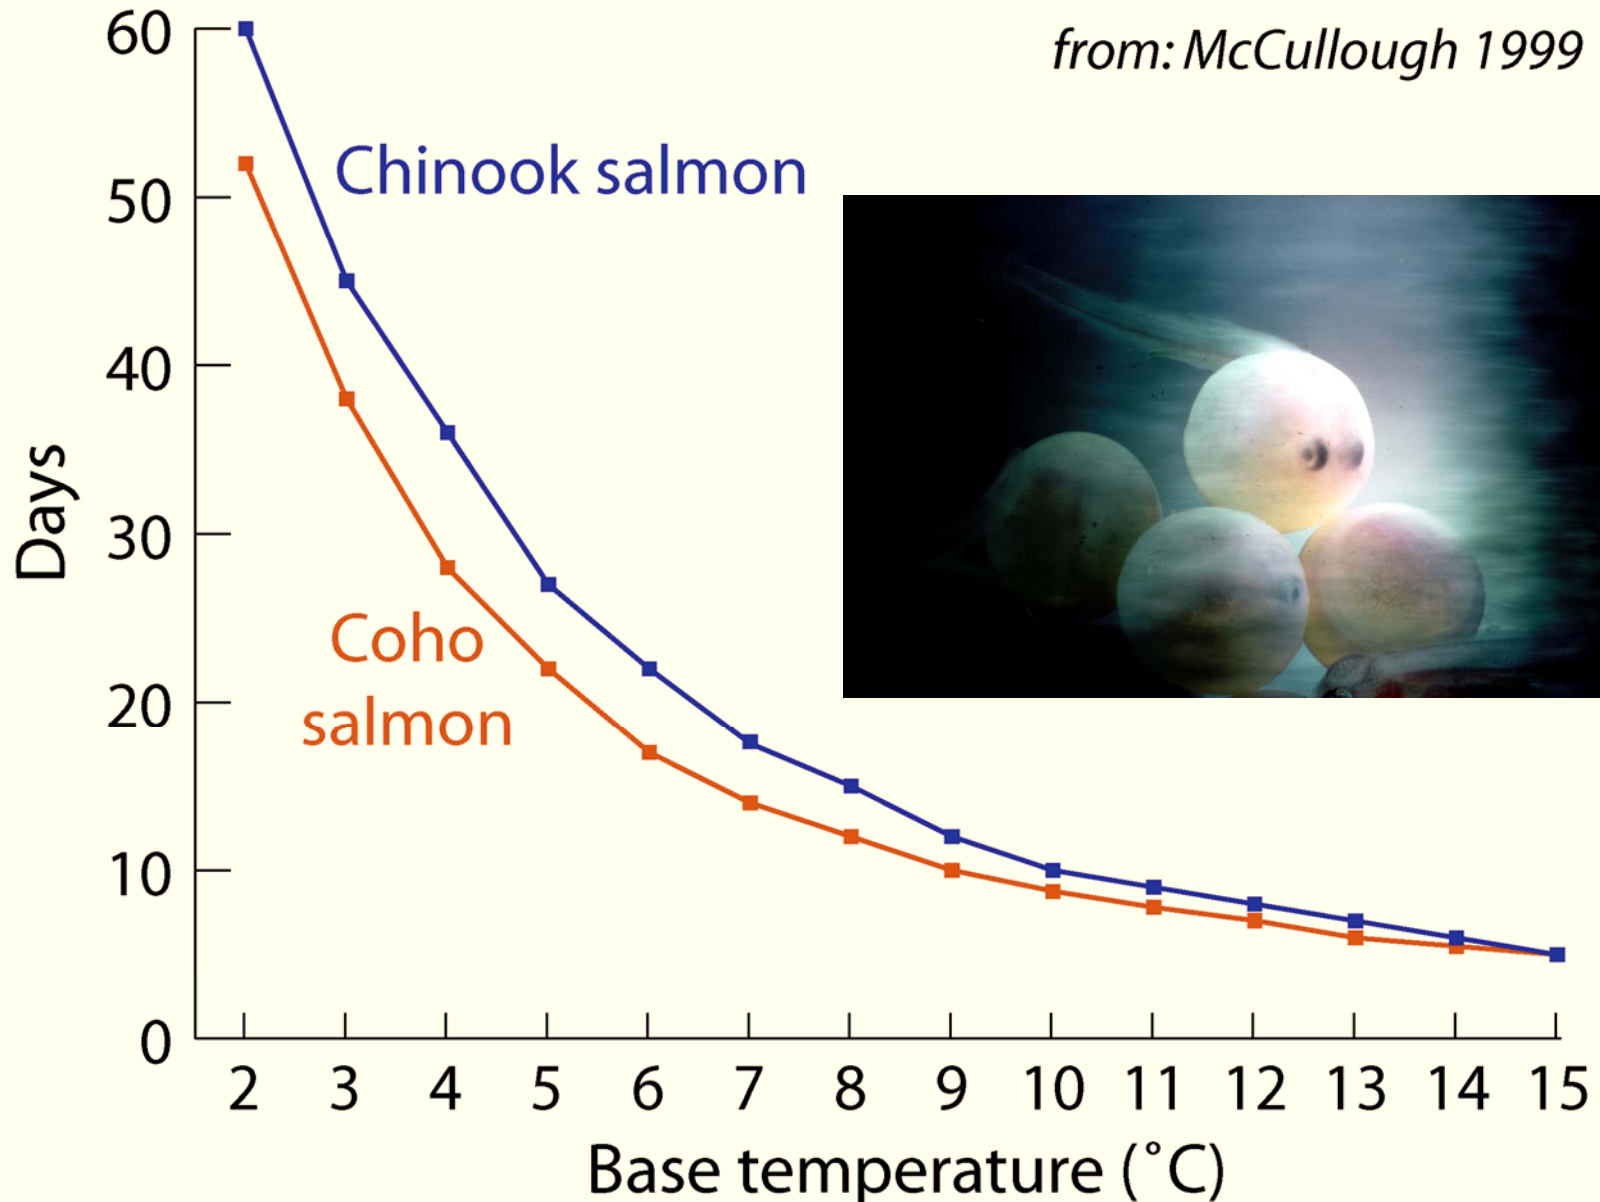 from: McCullough 1999
60
50
40
30
20
10
0
Days
Chinook salmon
Coho
salmon
2 3 4 5 6 7 8 9 10 11 12 13 14 15
Base temperature (˚C)